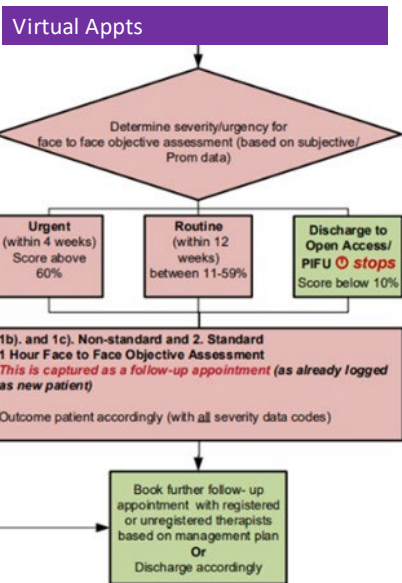 Virtual Appts
Determine severity/urgency for
face to face objective assessment (based on subjective/
Prom data)
Urgent
(within 4 weeks)
Score above
60%
Routine
(within 12
weeks)
between 11-59%
Discharge to
Open Access/
PIFU stops
Score below 10%
1b). and 1c). Non-standard and 2. Standard
1 Hour Face to Face Objective Assessment
This is captured as a follow-up appointment (as already logged
as new patient)
Outcome patient accordingly (with all severity data codes)
Book further follow- up
appointment with registered
or unregistered therapists
based on management plan
Or
Discharge accordingly